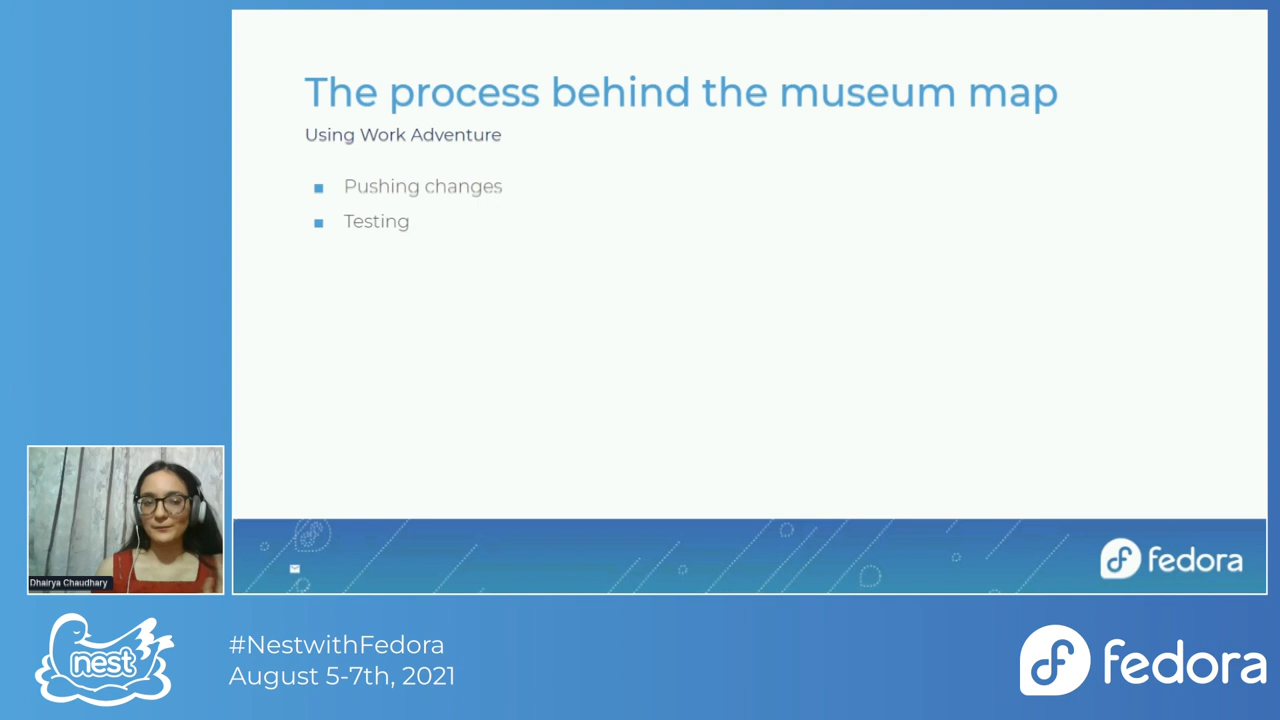 The process behind the museum map
Using Work Adventure
Pushing changes
Testing
fedora
Dhairya Chaudhary
nest
#NestwithFedora
August 5-7th, 2021
fedora